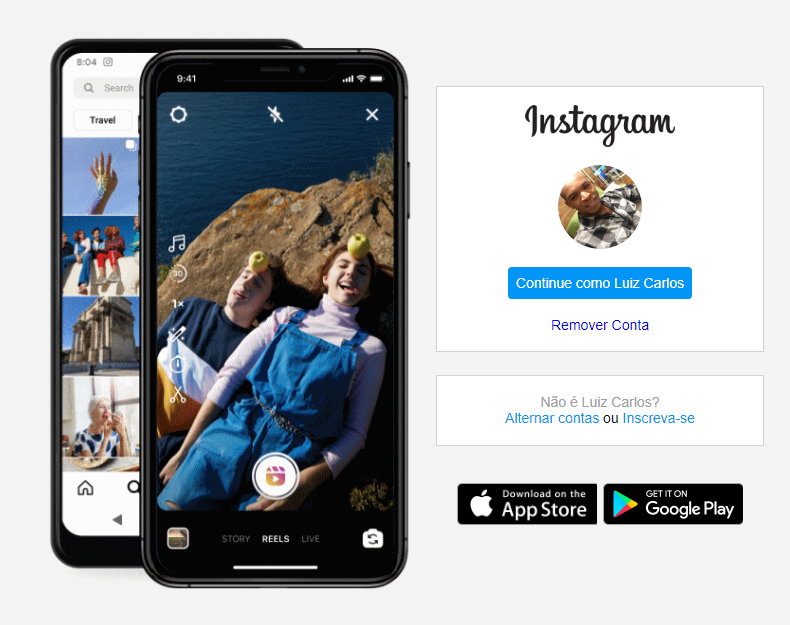 8:04
Search
Travel
9:41
30
1×
STORY REELS LIVE
Instagram
Continue como Luiz Carlos
Remover Conta
Não é Luiz Carlos?
Alternar contas ou Inscreva-se
Download on the
App Store
GET IT ON
Google Play